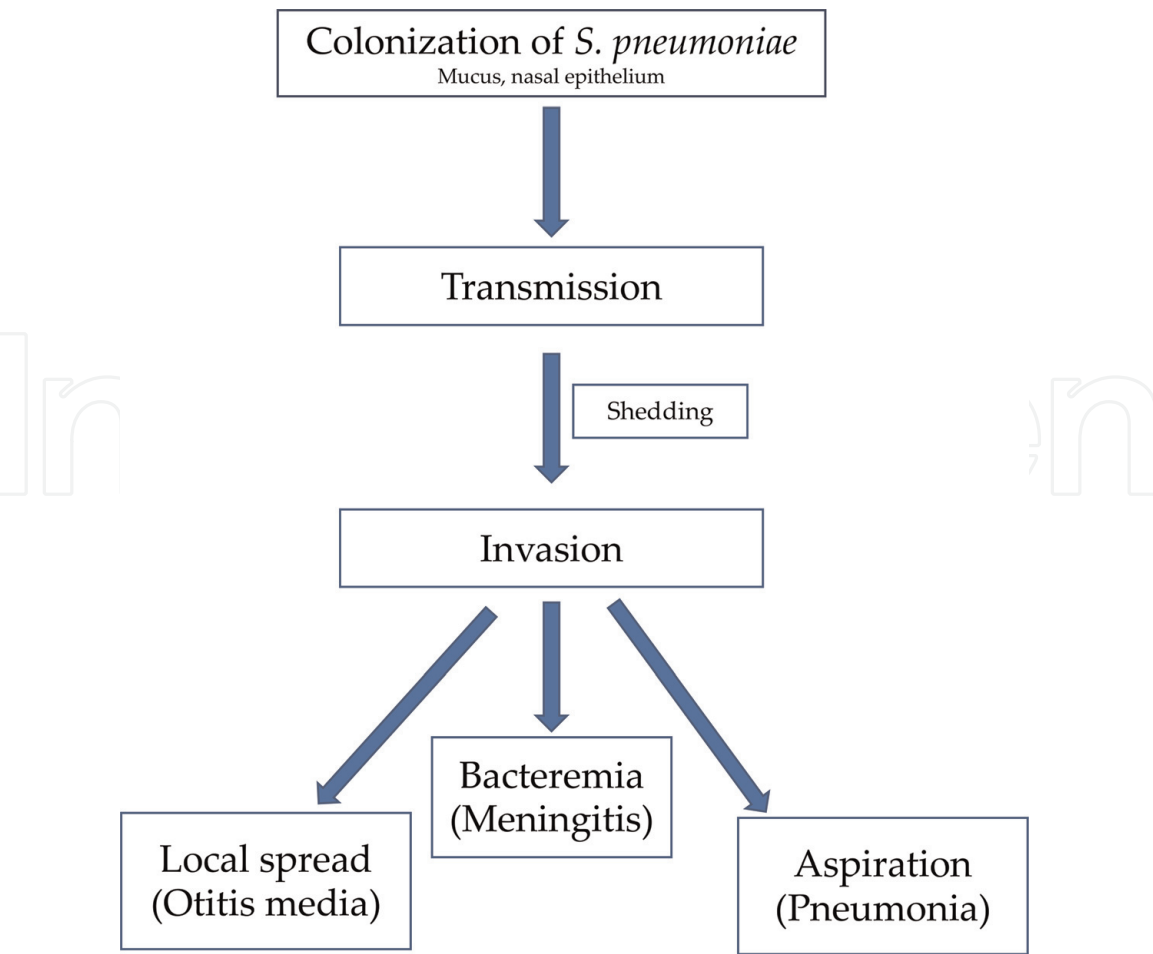 Colonization of S. pneumoniae
Mucus, nasal epithelium
Transmission
Shedding
Invasion
Bacteremia
(Meningitis)
Local spread
(Otitis media)
Aspiration
(Pneumonia)